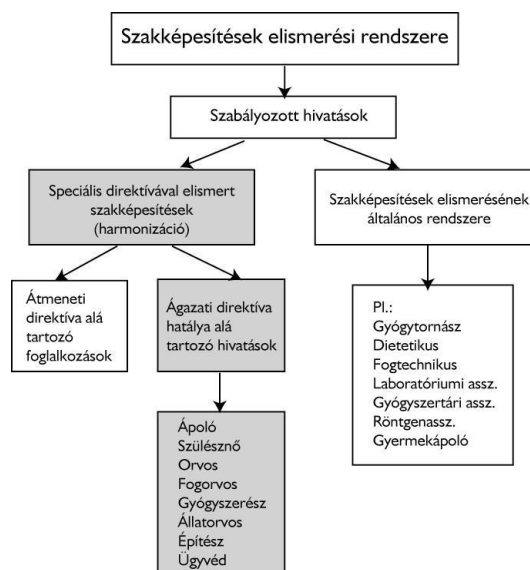 Szakképesítések elismerési rendszere
Szabályozott hivatások
Speciális direktívával elismert
szakképesítések
(harmonizáció)
Szakképesítések elismerésének
általános rendszere
Átmeneti
direktíva alá
tartozó
foglalkozások
Ágazati direktíva
hatálya alá
tartozó hivatások
Pl.:
Gyógytornász
Dietetikus
Fogtechnikus
Laboratóriumi assz.
Gyógyszertári assz.
Röntgenassz.
Gyermekápoló
Ápoló
Szülésznő
Orvos
Fogorvos
Gyógyszerész
Állatorvos
Építész
Ügyvéd